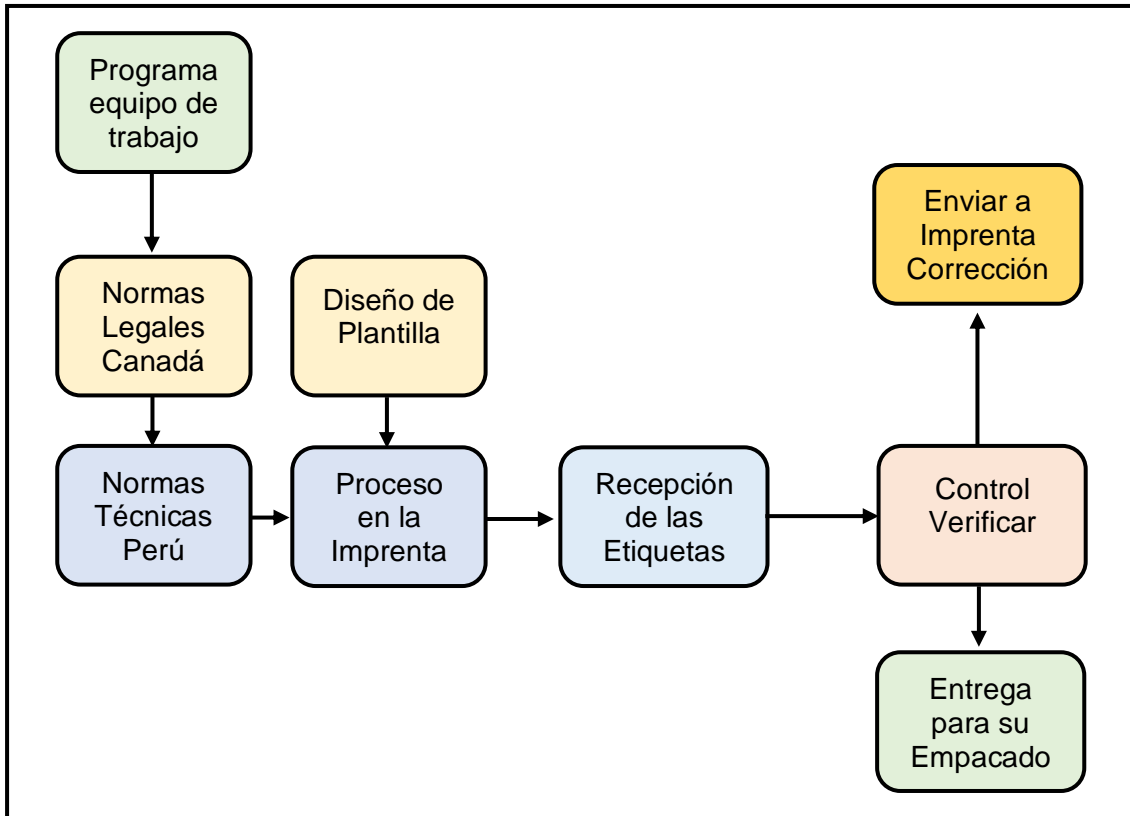 Programa
equipo de
trabajo
Enviar a
Imprenta
Corrección
Normas
Legales
Canadá
Diseño de
Plantilla
Normas
Técnicas
Perú
Proceso
en la
Imprenta
Recepción
de las
Etiquetas
Control
Verificar
Entrega
para su
Empacado